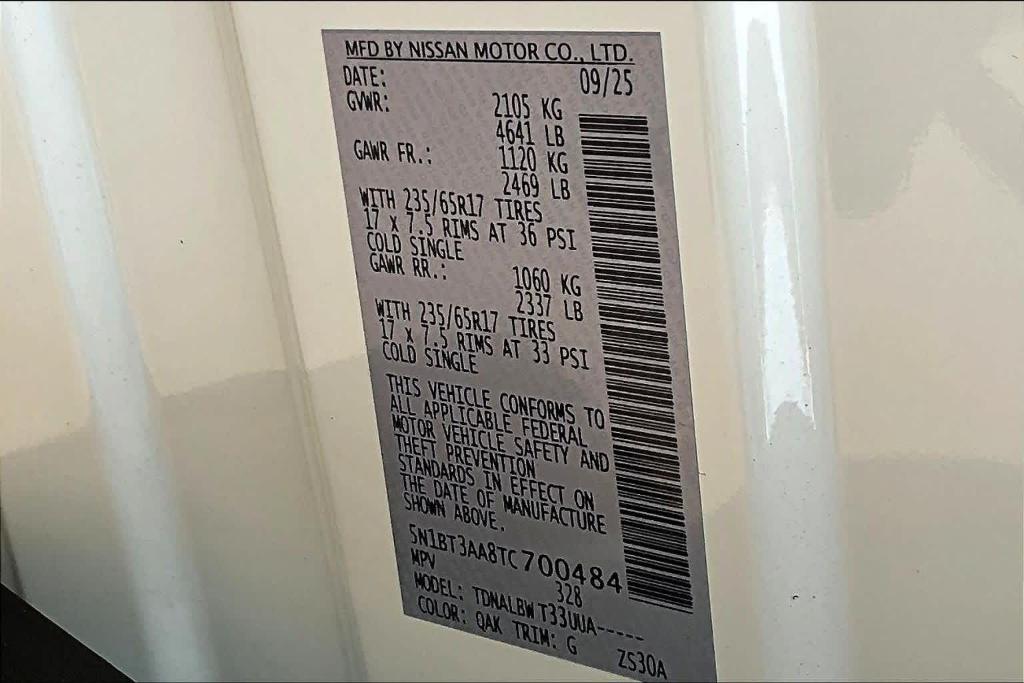 MFD BY NISSAN MOTOR CO., LTD.
DATE: 09/25
GVWR: 2105 KG
4641 LB
GAWR FR.: 1120 KG
2469 LB
WITH 235/65R17 TIRES
17 X 7.5 RIMS AT 36 PSI
COLD SINGLE
GAWR RR.: 1060 KG
2337 LB
WITH 235/65R17 TIRES
17 X 7.5 RIMS AT 33 PSI
COLD SINGLE
THIS VEHICLE CONFORMS TO
ALL APPLICABLE FEDERAL
MOTOR VEHICLE SAFETY AND
THEFT PREVENTION
STANDARDS IN EFFECT ON
THE DATE OF MANUFACTURE
SHOWN ABOVE.
5N1BT3AA8TC700484
MPV 328
MODEL: TDNALBW T33UUA-----
COLOR: QAK TRIM: G ZS30A